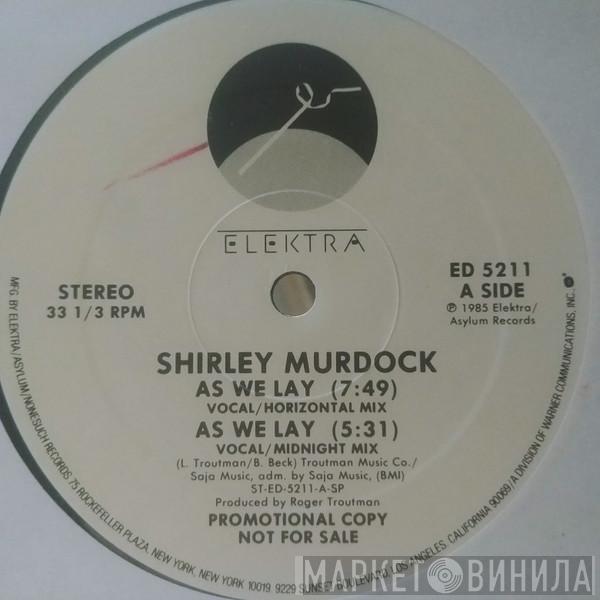 ELEKTRA
STEREO
33 1/3 RPM
ED 5211
A SIDE
℗ 1985 Elektra/
Asylum Records
SHIRLEY MURDOCK
AS WE LAY (7:49)
VOCAL/HORIZONTAL MIX
AS WE LAY (5:31)
VOCAL/MIDNIGHT MIX
(L. Troutman/B. Beck) Troutman Music Co./
Saja Music, adm. by Saja Music, (BMI)
ST-ED-5211-A-SP
Produced by Roger Troutman
PROMOTIONAL COPY
NOT FOR SALE
MFG. BY ELEKTRA/ASYLUM/NONESUCH RECORDS 75 ROCKEFELLER PLAZA, NEW YORK, NEW YORK 10019. 9229 SUNSET BOULEVARD, LOS ANGELES, CALIFORNIA 90069/A DIVISION OF WARNER COMMUNICATIONS, INC.
МАРКЕТ ВИНИЛА